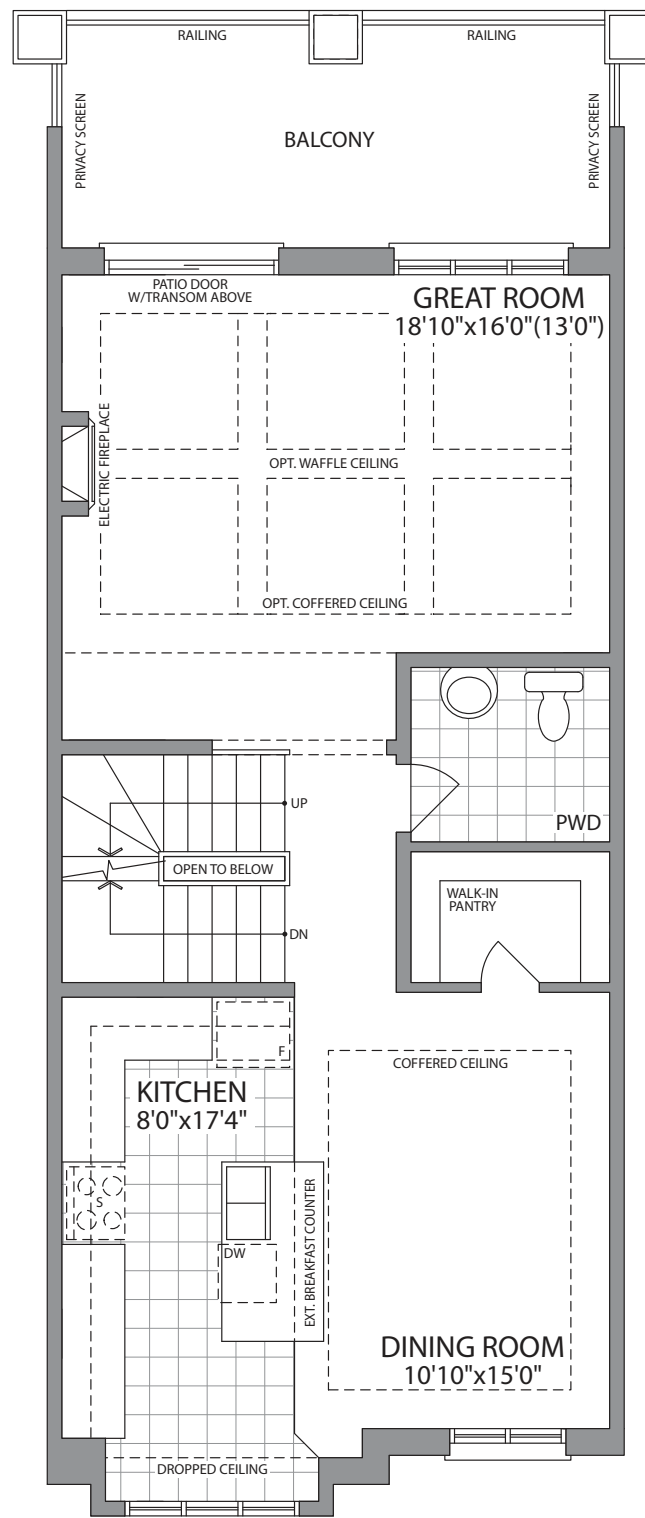 RAILING
RAILING
PRIVACY SCREEN
BALCONY
PRIVACY SCREEN
PATIO DOOR
W/TRANSOM ABOVE
GREAT ROOM
18'10"x16'0"(13'0")
ELECTRIC FIREPLACE
OPT. WAFFLE CEILING
OPT. COFFERED CEILING
UP
PWD
OPEN TO BELOW
WALK-IN
PANTRY
DN
F
COFFERED CEILING
KITCHEN
8'0"x17'4"
S
EXT. BREAKFAST COUNTER
DW
DINING ROOM
10'10"x15'0"
DROPPED CEILING